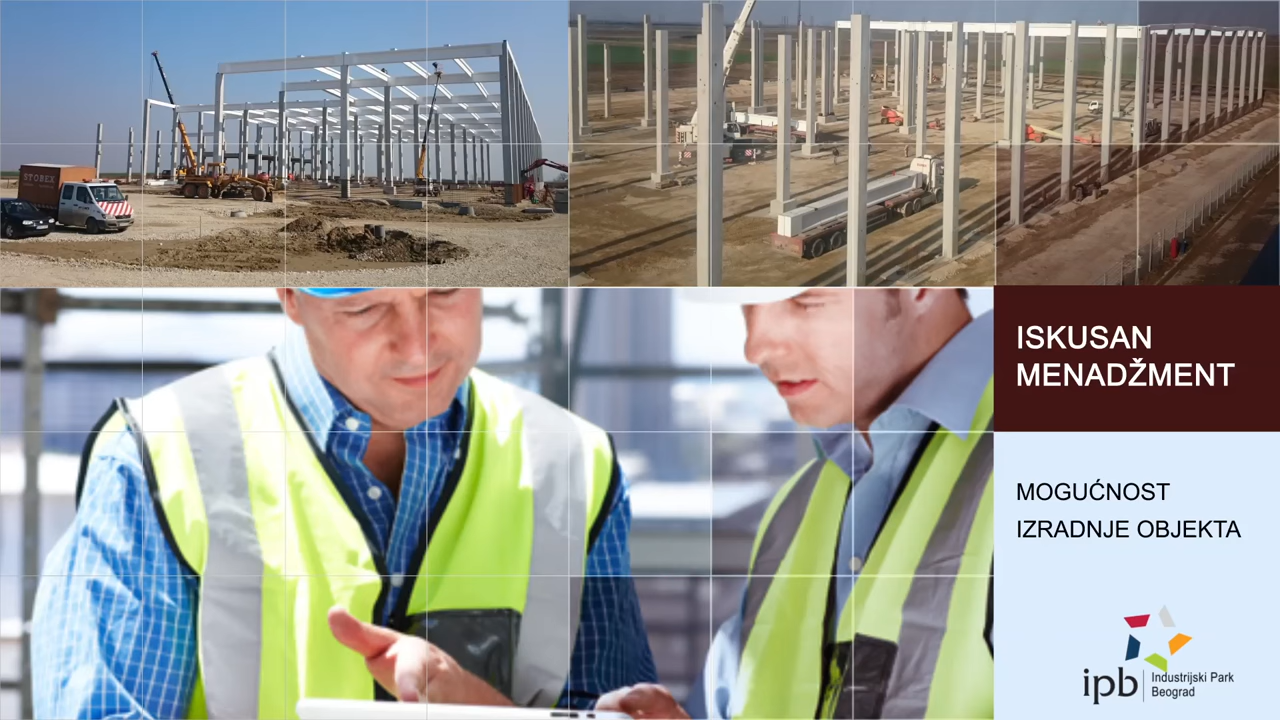 STOBEX
ISKUSAN
MENADŽMENT
MOGUĆNOST
IZRADNJE OBJEKTA
ipb
Industrijski Park
Beograd